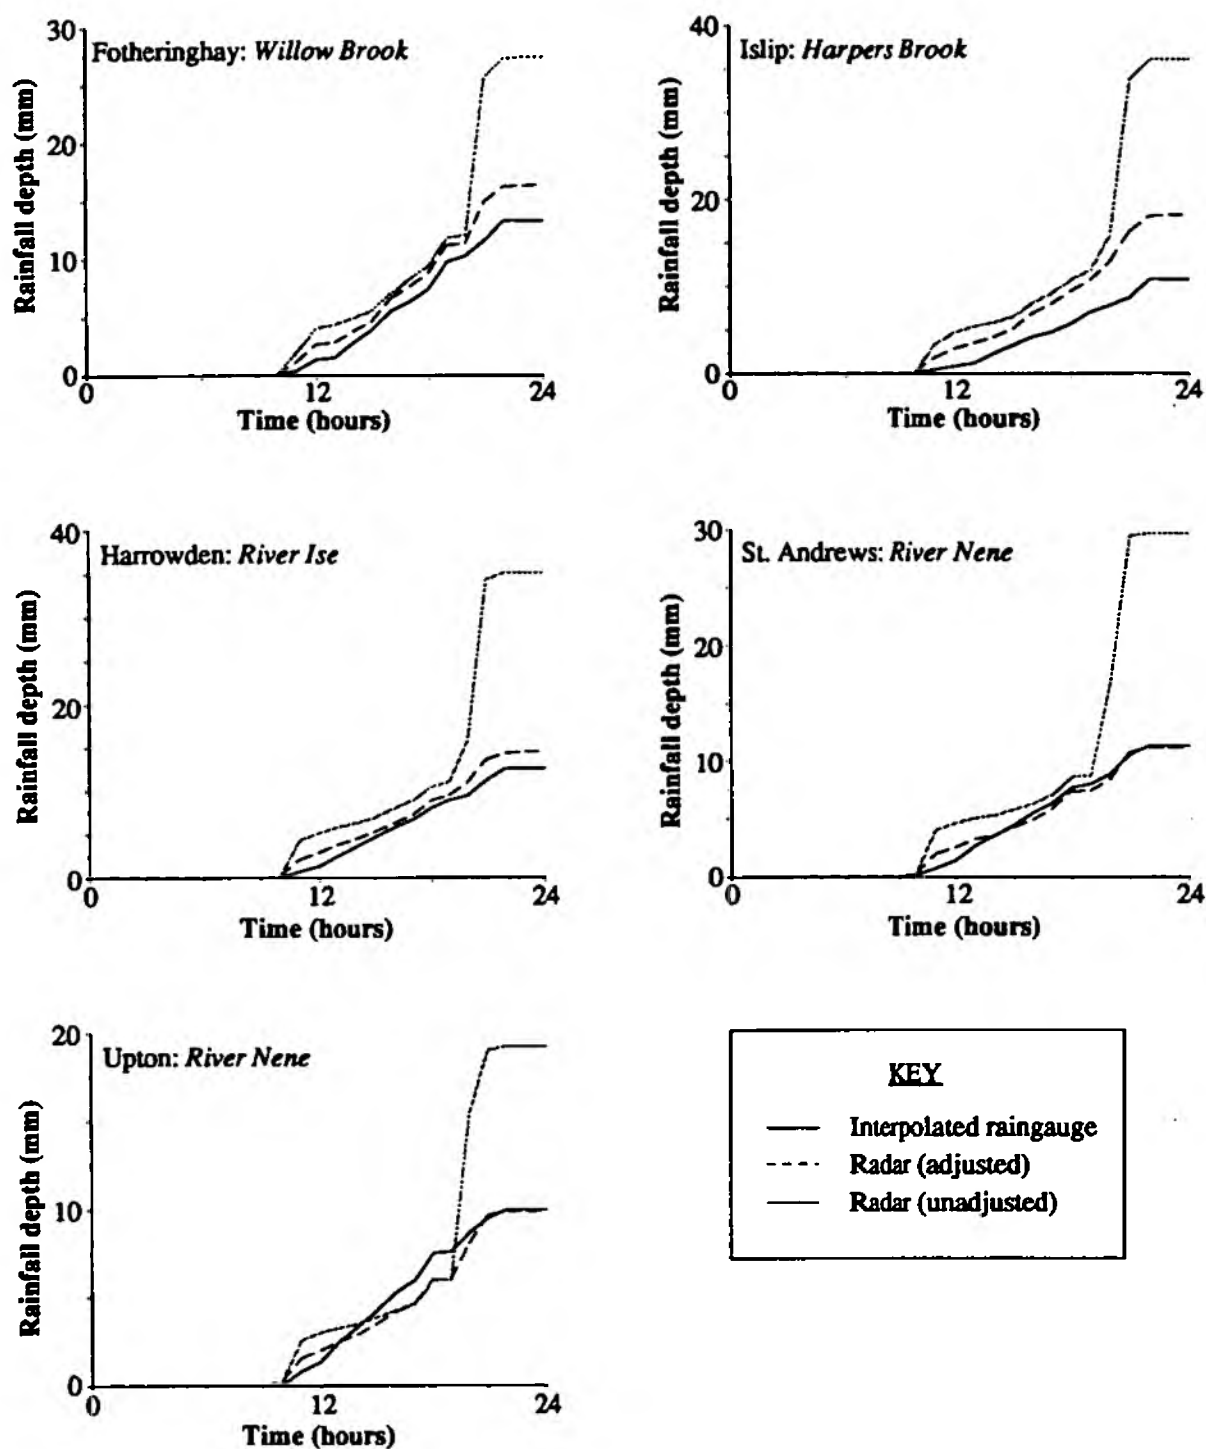 Fotheringhay: Willow Brook
30
20
10
0
Rainfall depth (mm)
0 12 24
Time (hours)
Islip: Harpers Brook
40
20
0
Rainfall depth (mm)
0 12 24
Time (hours)
Harrowden: River Ise
40
20
0
Rainfall depth (mm)
0 12 24
Time (hours)
St. Andrews: River Nene
30
20
10
0
Rainfall depth (mm)
0 12 24
Time (hours)
Upton: River Nene
20
10
0
Rainfall depth (mm)
0 12 24
Time (hours)
KEY
Interpolated raingauge
Radar (adjusted)
Radar (unadjusted)